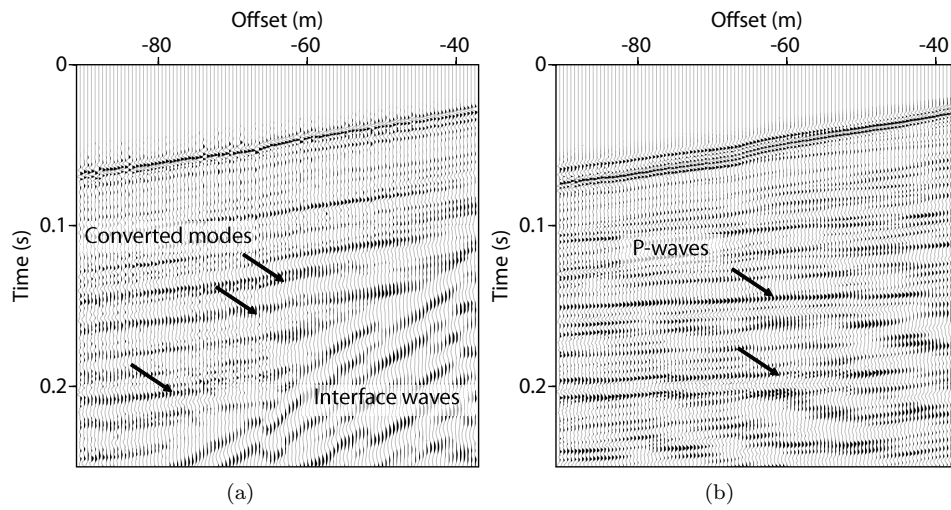 Offset (m)
-80 -60 -40
0
0.1
0.2
Time (s)
Converted modes
Interface waves
(a)
Offset (m)
-80 -60 -40
0
0.1
0.2
Time (s)
P-waves
(b)